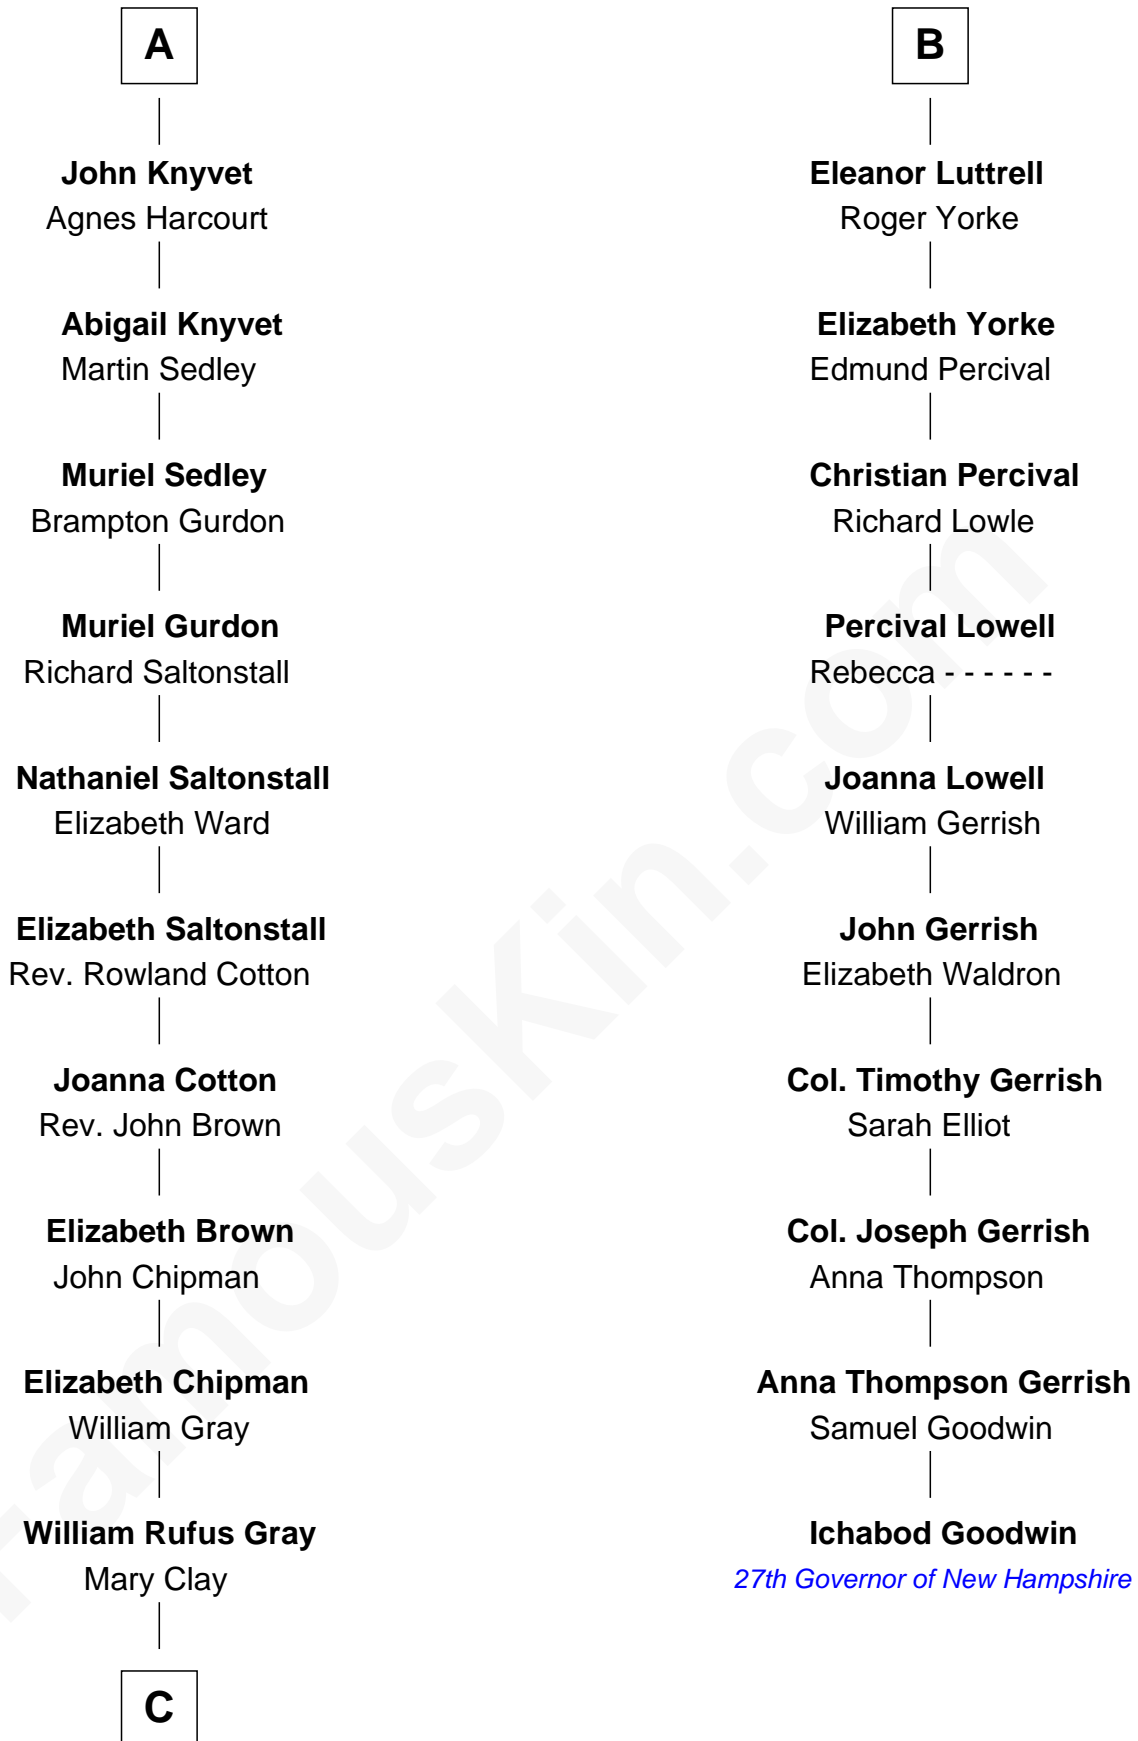 A
John Knyvet
Agnes Harcourt
Abigail Knyvet
Martin Sedley
Muriel Sedley
Brampton Gurdon
Muriel Gurdon
Richard Saltonstall
Nathaniel Saltonstall
Elizabeth Ward
Elizabeth Saltonstall
Rev. Rowland Cotton
Joanna Cotton
Rev. John Brown
Elizabeth Brown
John Chipman
Elizabeth Chipman
William Gray
William Rufus Gray
Mary Clay
C
B
Eleanor Luttrell
Roger Yorke
Elizabeth Yorke
Edmund Percival
Christian Percival
Richard Lowle
Percival Lowell
Rebecca - - - - - -
Joanna Lowell
William Gerrish
John Gerrish
Elizabeth Waldron
Col. Timothy Gerrish
Sarah Elliot
Col. Joseph Gerrish
Anna Thompson
Anna Thompson Gerrish
Samuel Goodwin
Ichabod Goodwin
27th Governor of New Hampshire
FamousKin.com